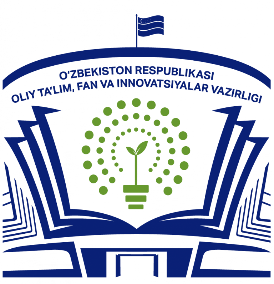 O‘ZBEKISTON RESPUBLIKASI
OLIY TA’LIM, FAN VA INNOVATSIYALAR VAZIRLIGI